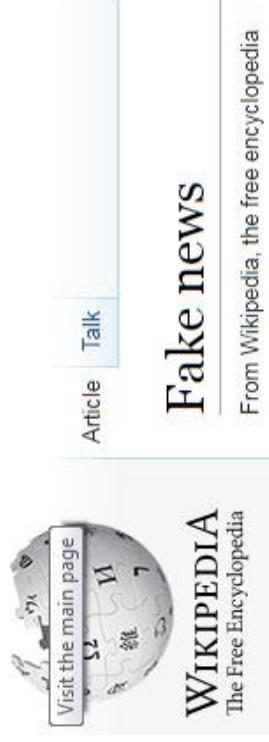 Visit the main page
WIKIPEDIA
The Free Encyclopedia
Article Talk
Fake news
From Wikipedia, the free encyclopedia